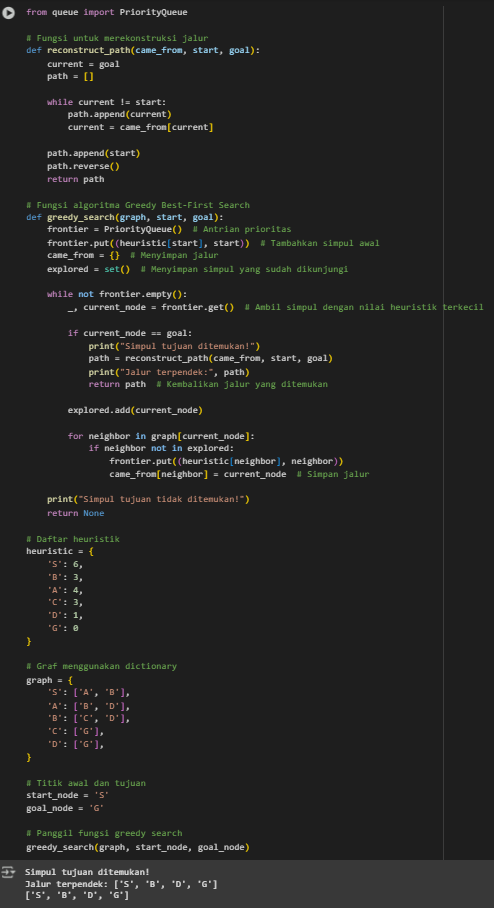 from queue import PriorityQueue

# Fungsi untuk merekonstruksi jalur
def reconstruct_path(came_from, start, goal):
    current = goal
    path = []

    while current != start:
        path.append(current)
        current = came_from[current]

    path.append(start)
    path.reverse()
    return path

# Fungsi algoritma Greedy Best-First Search
def greedy_search(graph, start, goal):
    frontier = PriorityQueue()  # Antrian prioritas
    frontier.put((heuristic[start], start))  # Tambahkan simpul awal
    came_from = {}  # Menyimpan jalur
    explored = set()  # Menyimpan simpul yang sudah dikunjungi

    while not frontier.empty():
        _, current_node = frontier.get()  # Ambil simpul dengan nilai heuristik terkecil

        if current_node == goal:
            print("Simpul tujuan ditemukan!")
            path = reconstruct_path(came_from, start, goal)
            print("Jalur terpendek:", path)
            return path  # Kembalikan jalur yang ditemukan

        explored.add(current_node)

        for neighbor in graph[current_node]:
            if neighbor not in explored:
                frontier.put((heuristic[neighbor], neighbor))
                came_from[neighbor] = current_node  # Simpan jalur

    print("Simpul tujuan tidak ditemukan!")
    return None

# Daftar heuristik
heuristic = {
    'S': 6,
    'B': 3,
    'A': 4,
    'C': 3,
    'D': 1,
    'G': 0
}

# Graf menggunakan dictionary
graph = {
    'S': ['A', 'B'],
    'A': ['B', 'D'],
    'B': ['C', 'D'],
    'C': ['G'],
    'D': ['G'],
}

# Titik awal dan tujuan
start_node = 'S'
goal_node = 'G'

# Panggil fungsi greedy search
greedy_search(graph, start_node, goal_node)

Simpul tujuan ditemukan!
Jalur terpendek: ['S', 'B', 'D', 'G']
['S', 'B', 'D', 'G']